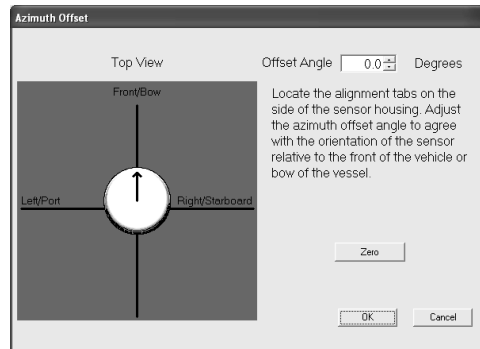 Azimuth Offset
Top View
Offset Angle 0.0 Degrees
Front/Bow
Left/Port
Right/Starboard
Locate the alignment tabs on the
side of the sensor housing. Adjust
the azimuth offset angle to agree
with the orientation of the sensor
relative to the front of the vehicle or
bow of the vessel.
Zero
OK
Cancel